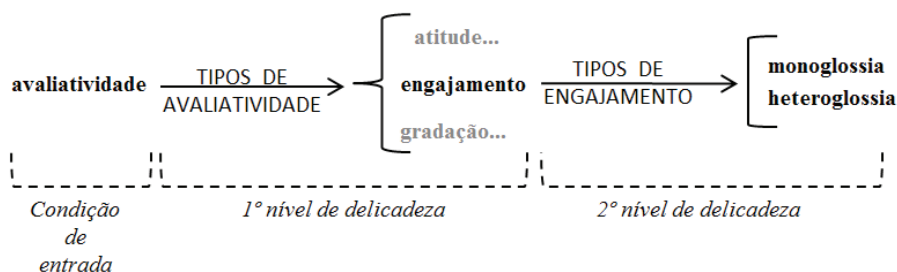 avaliatividade
TIPOS DE
AVALIATIVIDADE
atitude...
engajamento
gradação...
TIPOS DE
ENGAJAMENTO
monoglossia
heteroglossia
Condição
de
entrada
1º nível de delicadeza
2º nível de delicadeza